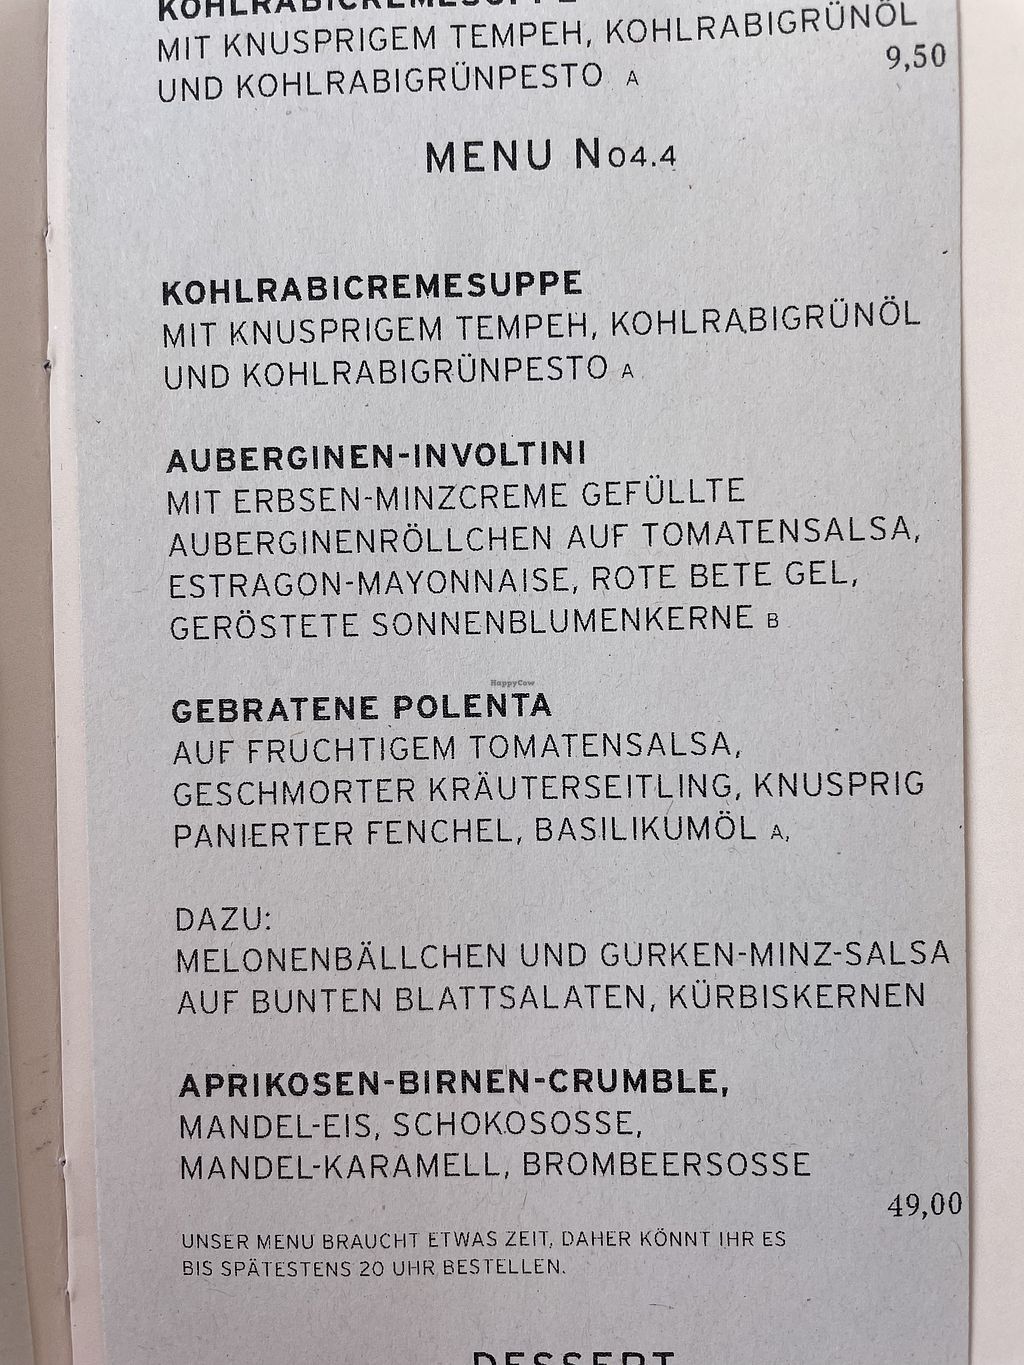 KOHLRABICREMESUPPE
MIT KNUSPRIGEM TEMPEH, KOHLRABIGRÜNÖL
9,50
UND KOHLRABIGRÜNPESTO A
MENU No4.4
KOHLRABICREMESUPPE
MIT KNUSPRIGEM TEMPEH, KOHLRABIGRÜNÖL
UND KOHLRABIGRÜNPESTO A
AUBERGINEN-INVOLTINI
MIT ERBSEN-MINZCREME GEFÜLLTE
AUBERGINENRÖLLCHEN AUF TOMATENSALSA,
ESTRAGON-MAYONNAISE, ROTE BETE GEL,
GERÖSTETE SONNENBLUMENKERNE B
HappyCow
GEBRATENE POLENTA
AUF FRUCHTIGEM TOMATENSALSA,
GESCHMORTER KRÄUTERSEITLING, KNUSPRIG
PANIERTER FENCHEL, BASILIKUMÖL A,
DAZU:
MELONENBÄLLCHEN UND GURKEN-MINZ-SALSA
AUF BUNTEN BLATTSALATEN, KÜRBISKERNEN
APRIKOSEN-BIRNEN-CRUMBLE,
MANDEL-EIS, SCHOKOSOSSE,
MANDEL-KARAMELL, BROMBEERSOSSE
49,00
UNSER MENU BRAUCHT ETWAS ZEIT, DAHER KÖNNT IHR ES
BIS SPÄTESTENS 20 UHR BESTELLEN.
DESSERT